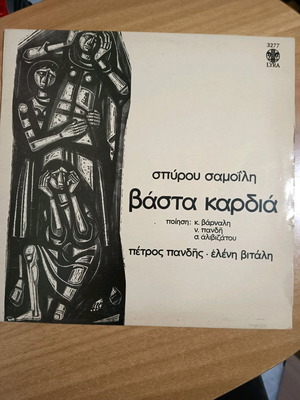 3277
LYRA
σπύρου σαμοΐλη
βάστα καρδιά
ποίηση: κ. βάρναλη
ν. πανδή
α. αλιβιζάτου
πέτρος πανδής · ελένη βιτάλη